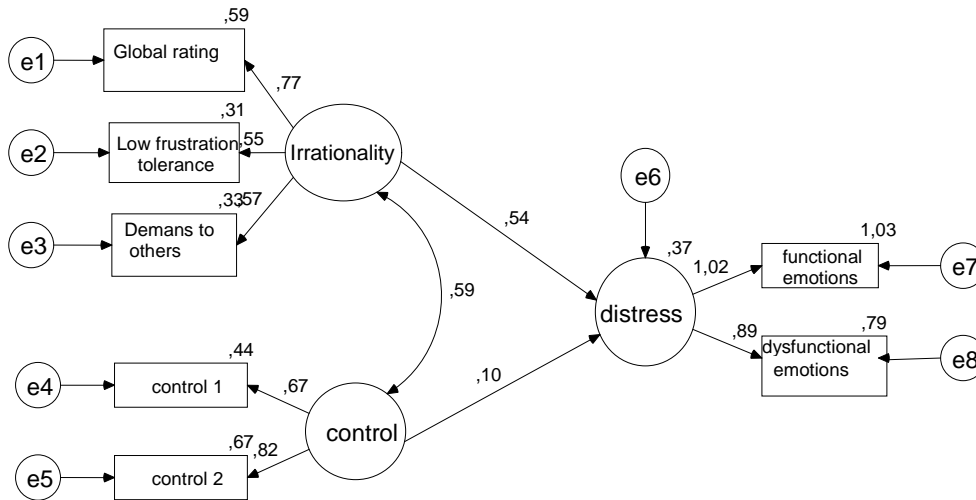 ,59
e1
Global rating
,77
,31
e2
Low frustration
tolerance
,55
Irrationality
e6
,33
,57
e3
Demans to
others
,54
,37
1,03
1,02
functional
emotions
e7
,59
distress
,89
,79
dysfunctional
emotions
e8
,44
e4
control 1
,67
,10
control
,67
,82
e5
control 2